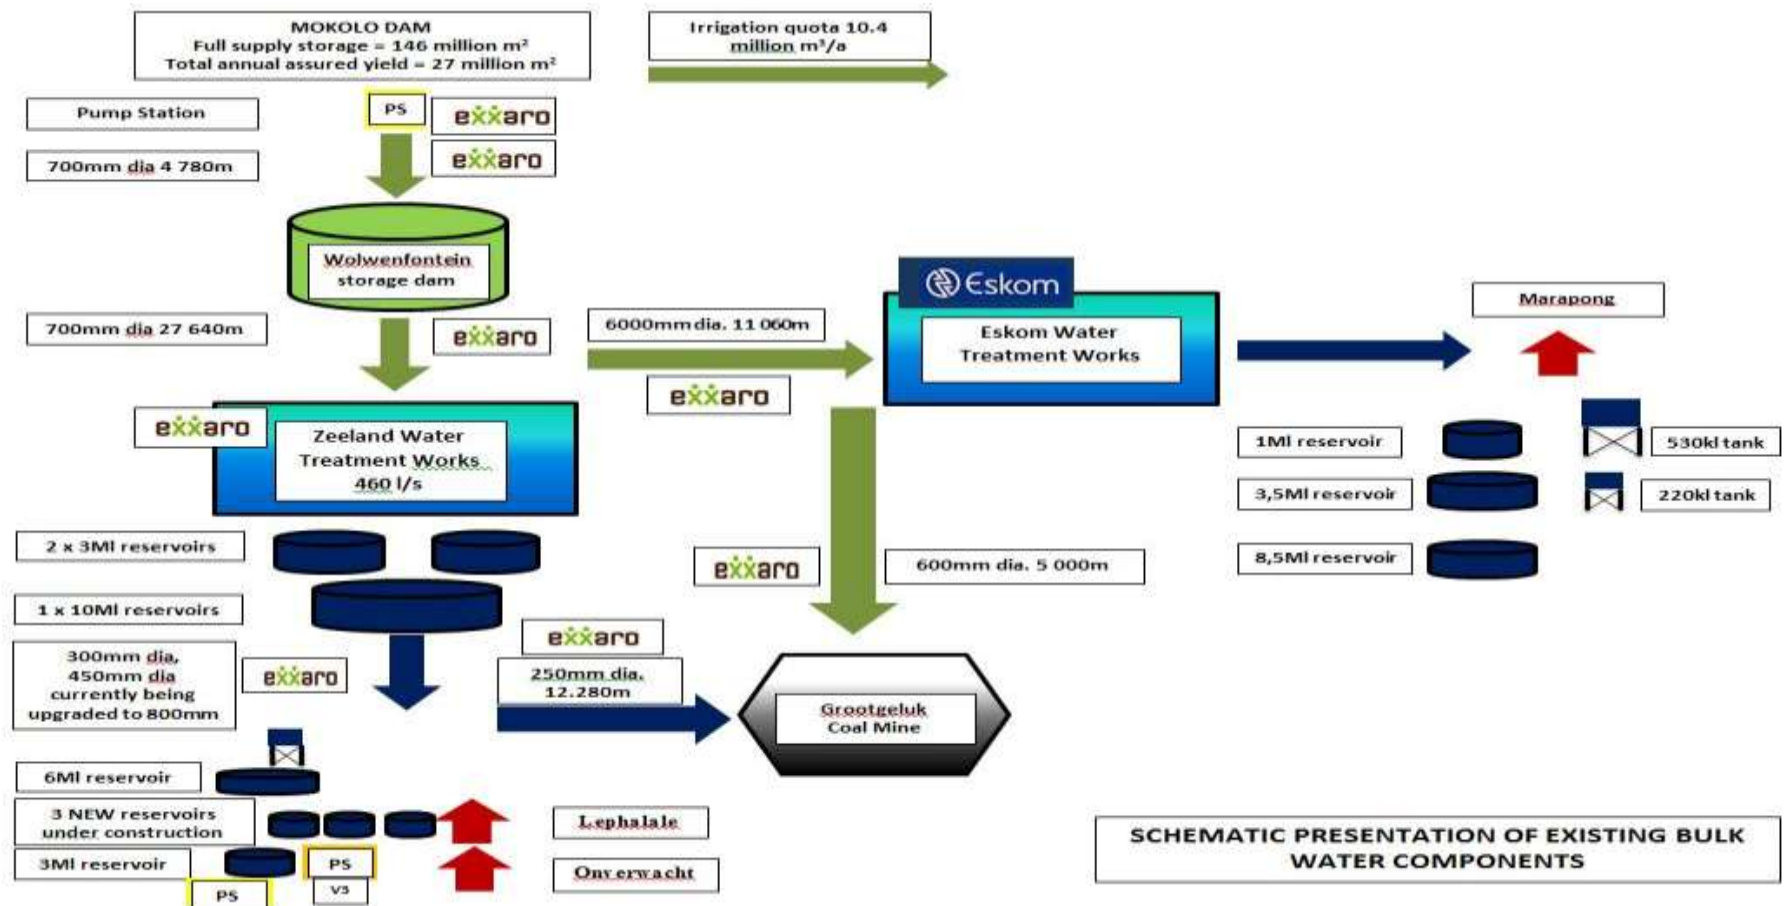 MOKOLO DAM
Full supply storage = 146 million m²
Total annual assured yield = 27 million m²
Irrigation quota 10.4
million m³/a
Pump Station
PS
exxaro
700mm dia 4 780m
exxaro
Wolwenfontein
storage dam
700mm dia 27 640m
exxaro
6000mm dia. 11 060m
exxaro
Eskom
Eskom Water
Treatment Works
Marapong
exxaro
Zeeland Water
Treatment Works
460 l/s
1Ml reservoir
530kl tank
3,5Ml reservoir
220kl tank
8,5Ml reservoir
2 x 3Ml reservoirs
exxaro
600mm dia. 5 000m
1 x 10Ml reservoirs
300mm dia,
450mm dia
currently being
upgraded to 800mm
exxaro
exxaro
250mm dia.
12.280m
Grootgeluk
Coal Mine
6Ml reservoir
3 NEW reservoirs
under construction
Lephalale
3Ml reservoir
PS
V3
PS
Onverwacht
SCHEMATIC PRESENTATION OF EXISTING BULK
WATER COMPONENTS